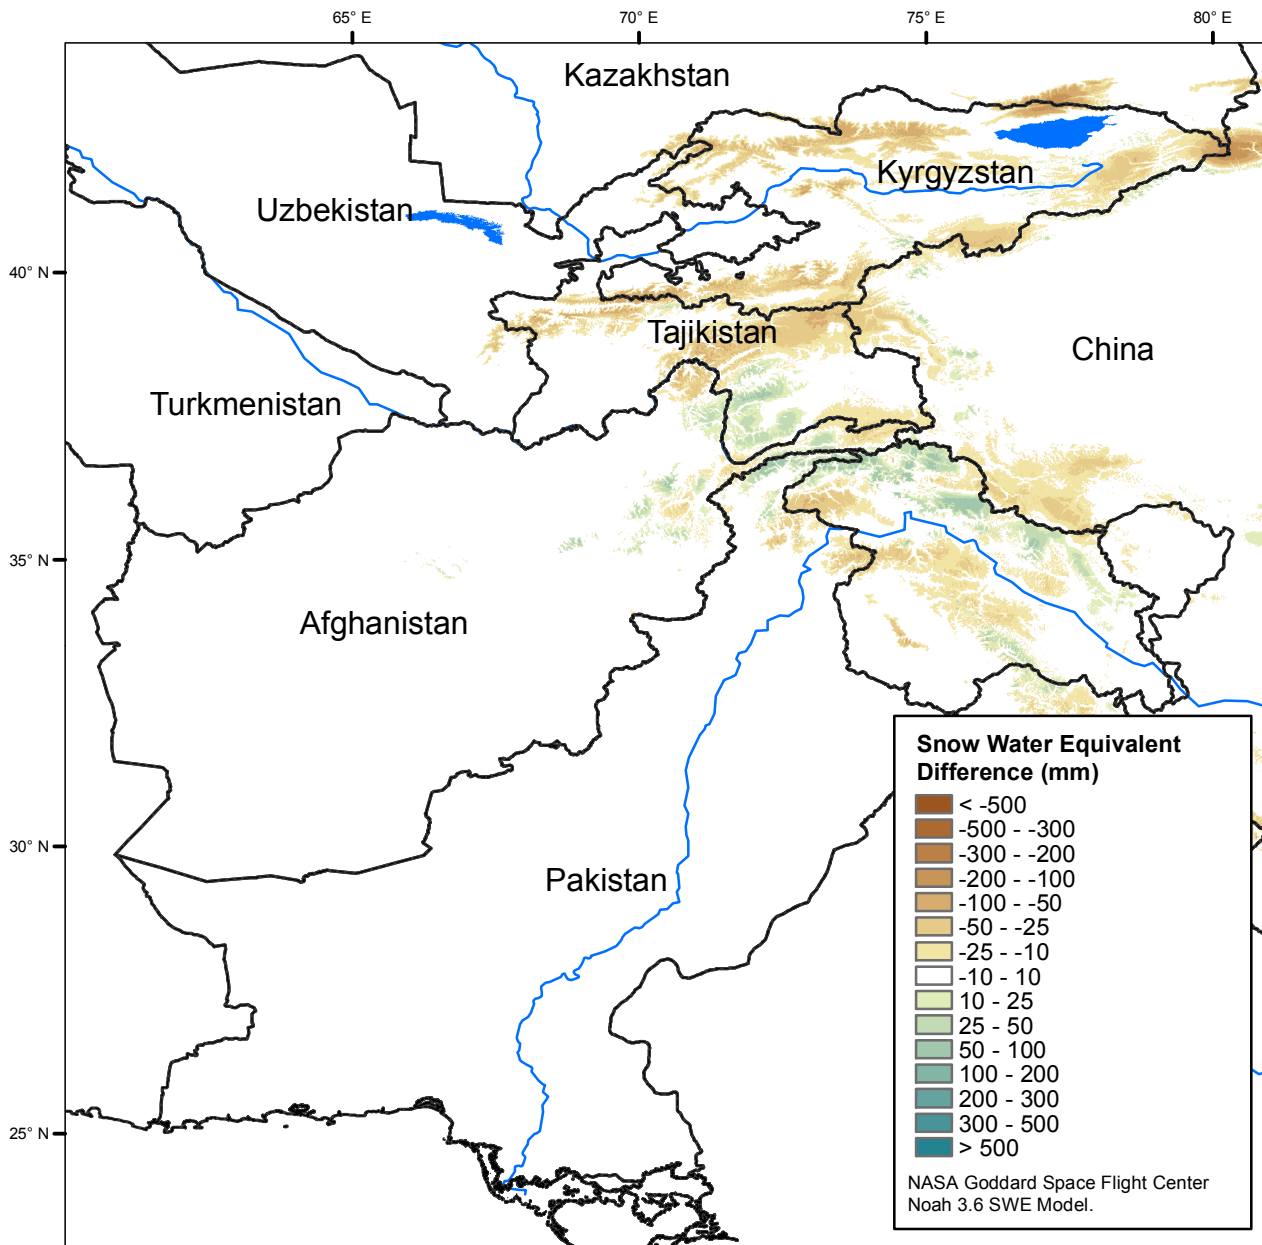 65° E
70° E
75° E
80° E
Kazakhstan
Kyrgyzstan
Uzbekistan
40° N
Tajikistan
China
Turkmenistan
35° N
Afghanistan
30° N
Pakistan
25° N
Snow Water Equivalent
Difference (mm)
< -500
-500 - -300
-300 - -200
-200 - -100
-100 - -50
-50 - -25
-25 - -10
-10 - 10
10 - 25
25 - 50
50 - 100
100 - 200
200 - 300
300 - 500
> 500
NASA Goddard Space Flight Center
Noah 3.6 SWE Model.